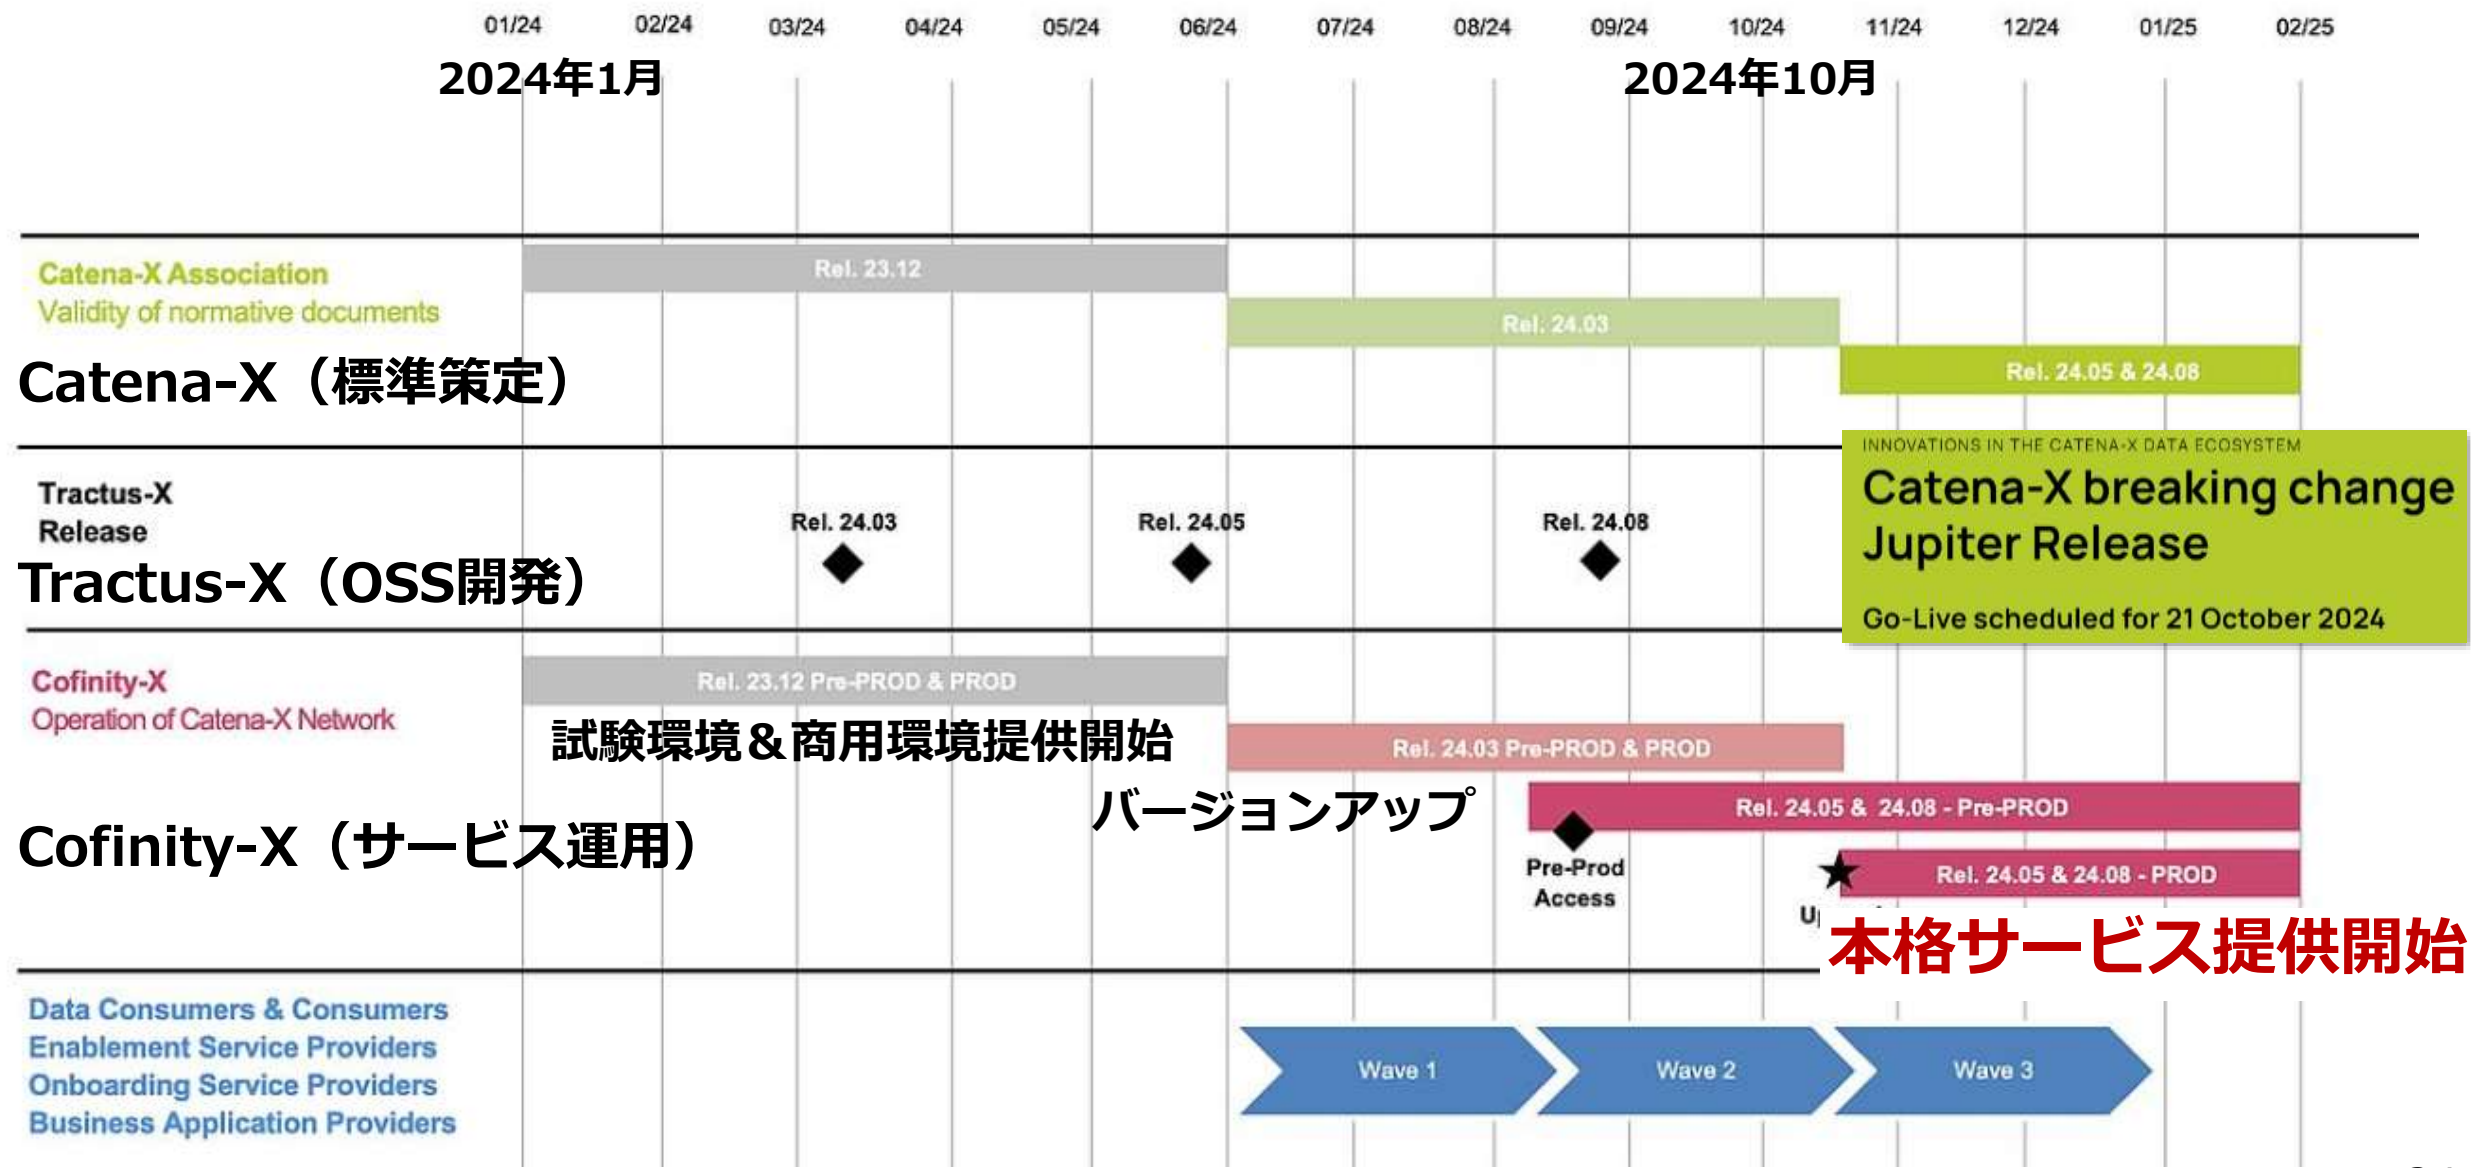 01/24 02/24 03/24 04/24 05/24 06/24 07/24 08/24 09/24 10/24 11/24 12/24 01/25 02/25
2024年1月 2024年10月
Catena-X Association
Validity of normative documents
Rel. 23.12
Rel. 24.03
Rel. 24.05 & 24.08
Catena-X（標準策定）
Tractus-X
Release
Rel. 24.03 Rel. 24.05 Rel. 24.08
Tractus-X（OSS開発）
INNOVATIONS IN THE CATENA-X DATA ECOSYSTEM
Catena-X breaking change
Jupiter Release
Go-Live scheduled for 21 October 2024
Cofinity-X
Operation of Catena-X Network
Rel. 23.12 Pre-PROD & PROD
試験環境＆商用環境提供開始
Rel. 24.03 Pre-PROD & PROD
バージョンアップ
Rel. 24.05 & 24.08 - Pre-PROD
Cofinity-X（サービス運用）
Pre-Prod
Access
Rel. 24.05 & 24.08 - PROD
本格サービス提供開始
Data Consumers & Consumers
Enablement Service Providers
Onboarding Service Providers
Business Application Providers
Wave 1 Wave 2 Wave 3